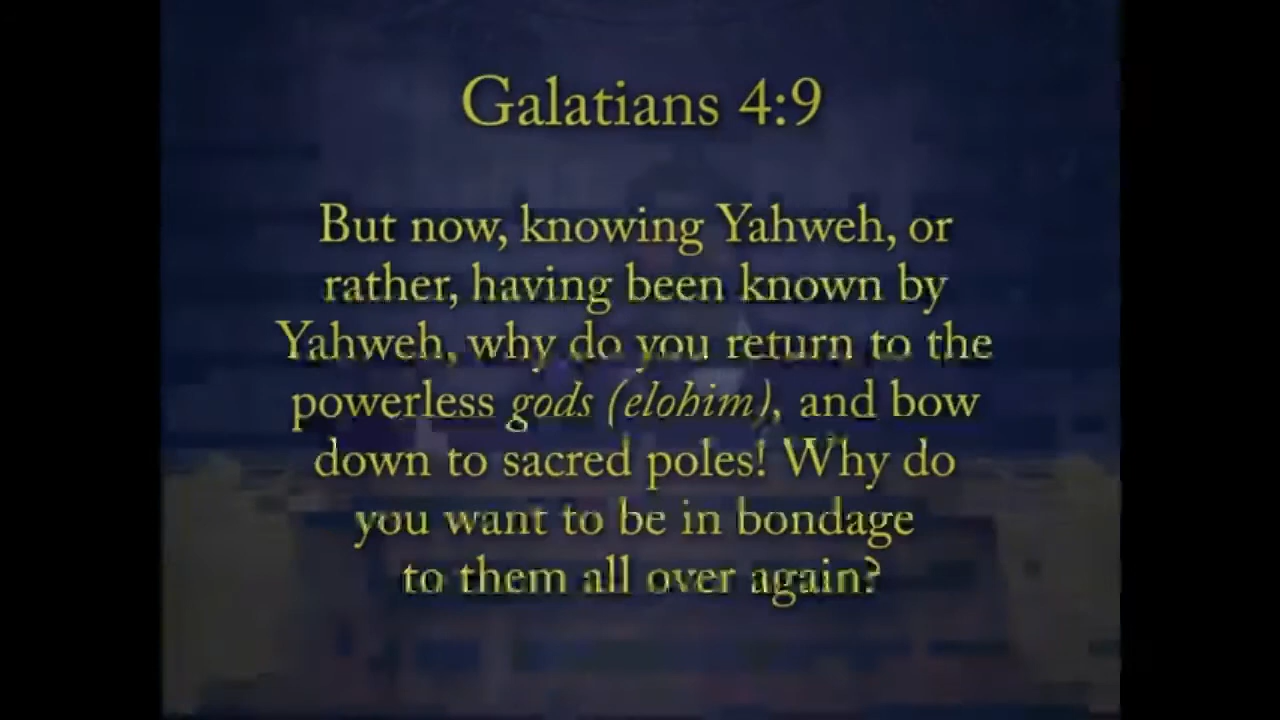 Galatians 4:9
But now, knowing Yahweh, or
rather, having been known by
Yahweh, why do you return to the
powerless gods (elohim), and bow
down to sacred poles! Why do
you want to be in bondage
to them all over again?